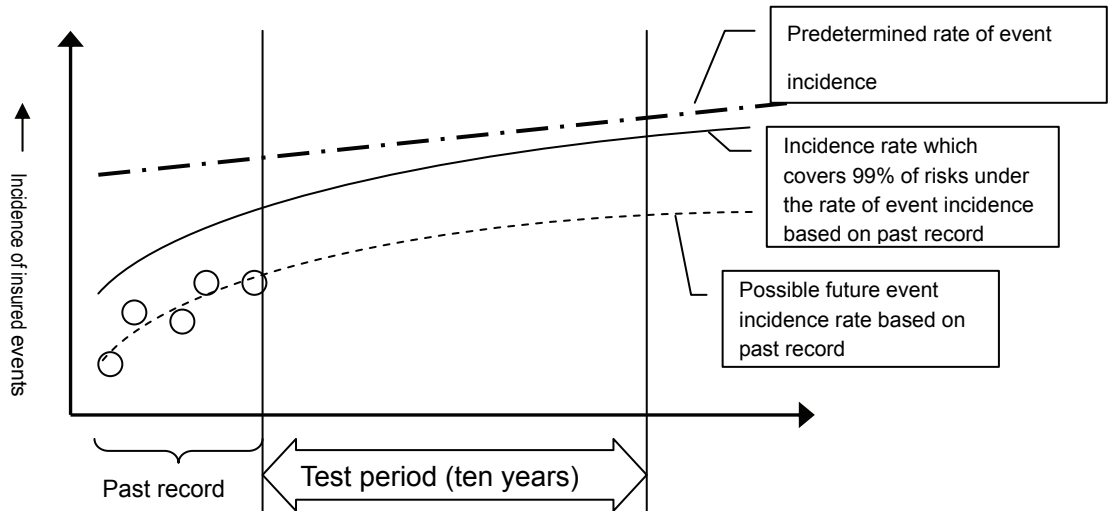 Predetermined rate of event
incidence
Incidence rate which
covers 99% of risks under
the rate of event incidence
based on past record
Possible future event
incidence rate based on
past record
Incidence of insured events
Past record
Test period (ten years)